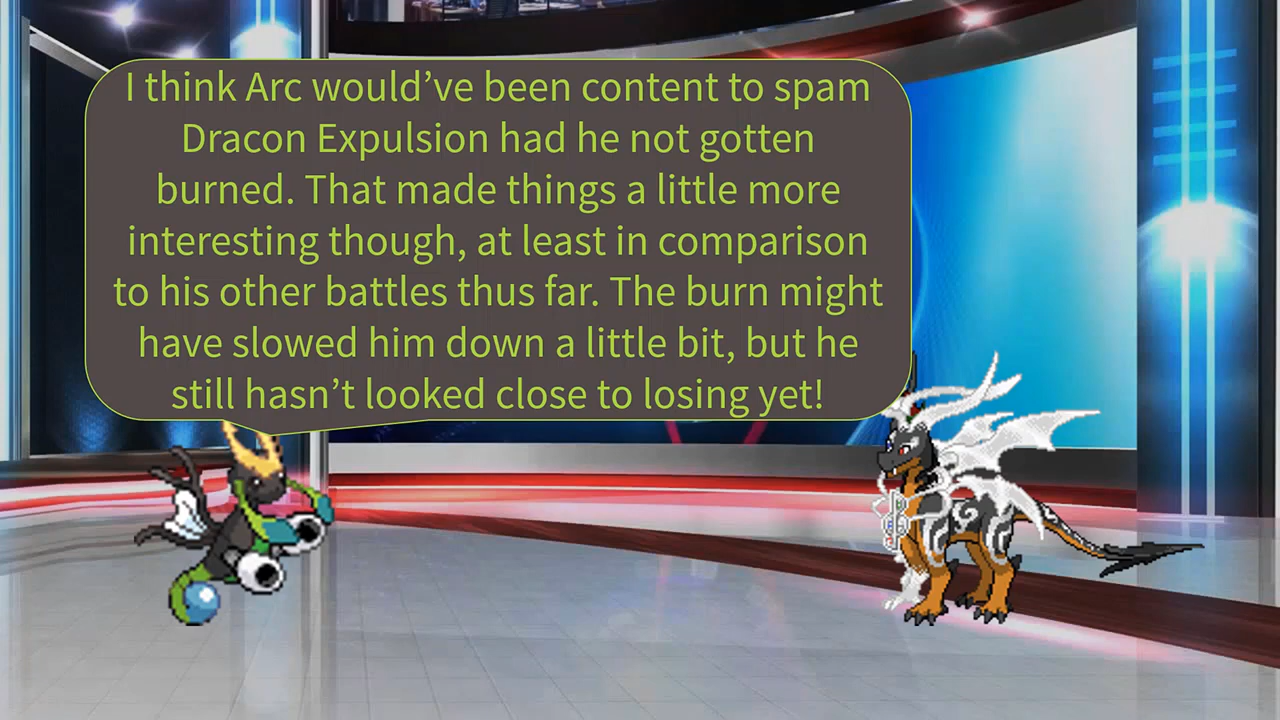 I think Arc would’ve been content to spam
Dracon Expulsion had he not gotten
burned. That made things a little more
interesting though, at least in comparison
to his other battles thus far. The burn might
have slowed him down a little bit, but he
still hasn’t looked close to losing yet!